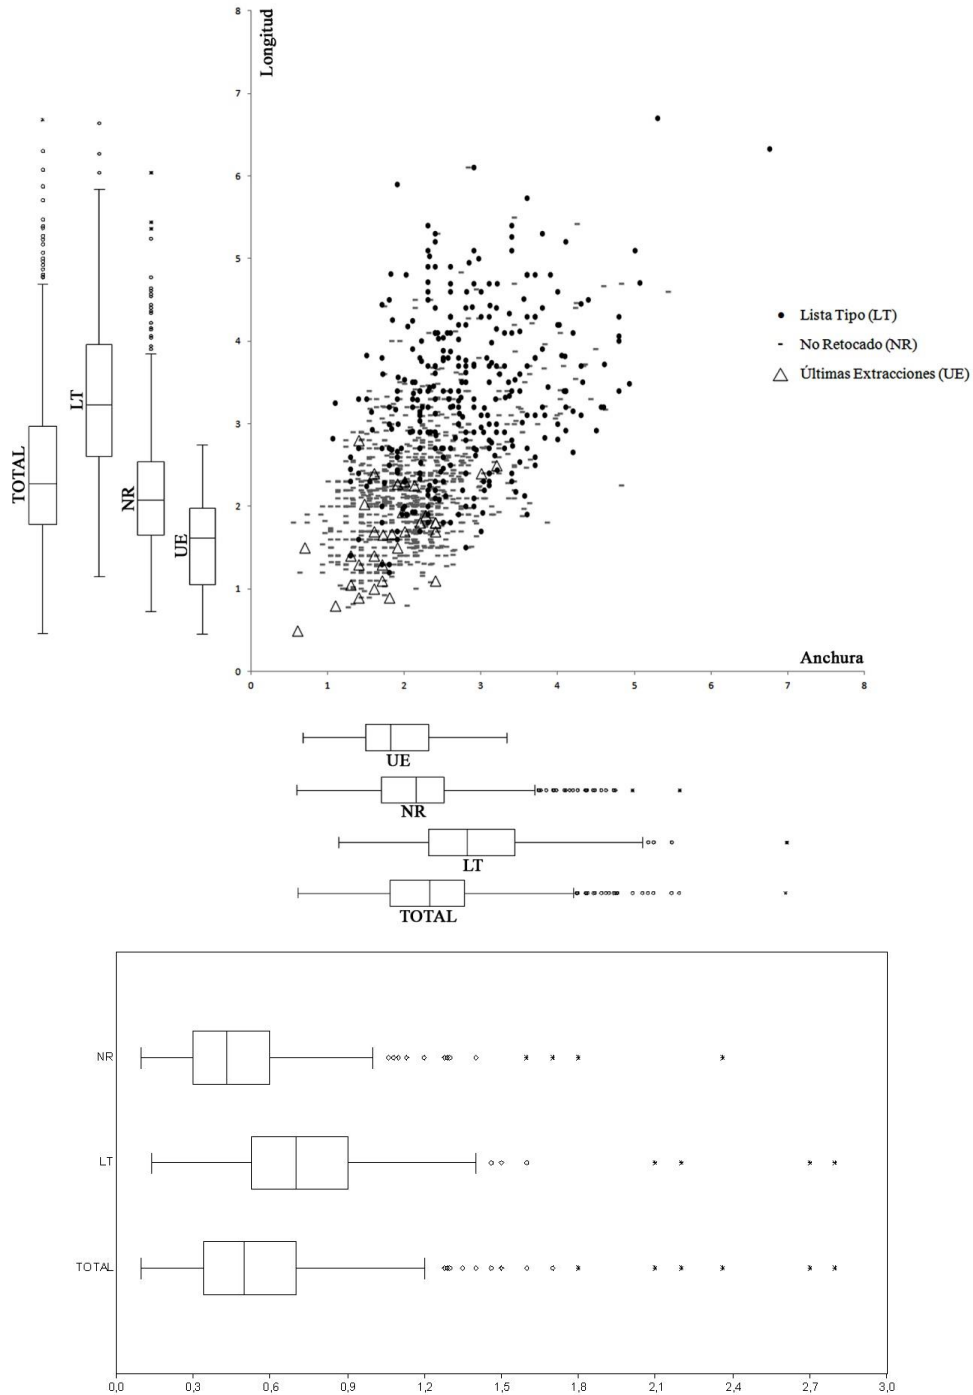 8
Longitud
7
6
5
4
3
2
1
0
0 1 2 3 4 5 6 7 8
Anchura
Lista Tipo (LT)
No Retocado (NR)
Últimas Extracciones (UE)
TOTAL
LT
NR
UE
UE
NR
LT
TOTAL
NR
LT
TOTAL
0,0 0,3 0,6 0,9 1,2 1,5 1,8 2,1 2,4 2,7 3,0